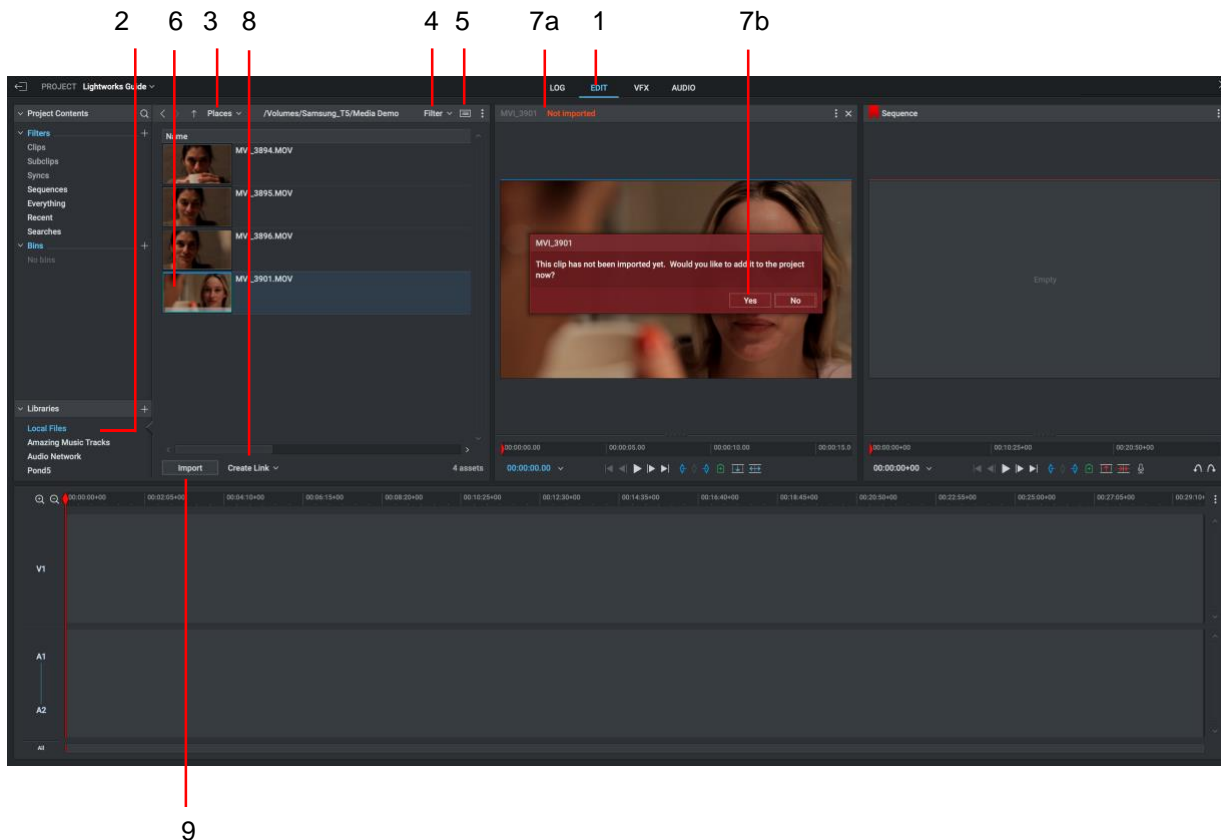 2 6 3 8 4 5 7a 1 7b
PROJECT Lightworks Guide
LOG EDIT VFX AUDIO
Project Contents
Places /Volumes/Samsung_T5/Media Demo Filter
MVI_3901 Not imported
Sequence
Filters
Clips
Subclips
Syncs
Sequences
Everything
Recent
Searches
Bins
No bins
Name
MVI_3894.MOV
MVI_3895.MOV
MVI_3896.MOV
MVI_3901.MOV
MVI_3901
This clip has not been imported yet. Would you like to add it to the project
now?
Yes No
Empty
Libraries
Local Files
Amazing Music Tracks
Audio Network
Pond5
Import Create Link 4 assets
00:00:00.00 00:00:05.00 00:00:10.00 00:00:15.0
00:00:00.00
00:00:00+00 00:10:25+00 00:20:50+00
00:00:00+00
00:00:00+00 00:02:05+00 00:04:10+00 00:06:15+00 00:08:20+00 00:10:25+00 00:12:30+00 00:14:35+00 00:16:40+00 00:18:45+00 00:20:50+00 00:22:55+00 00:25:00+00 00:27:05+00 00:29:10+
V1
A1
A2
All
9